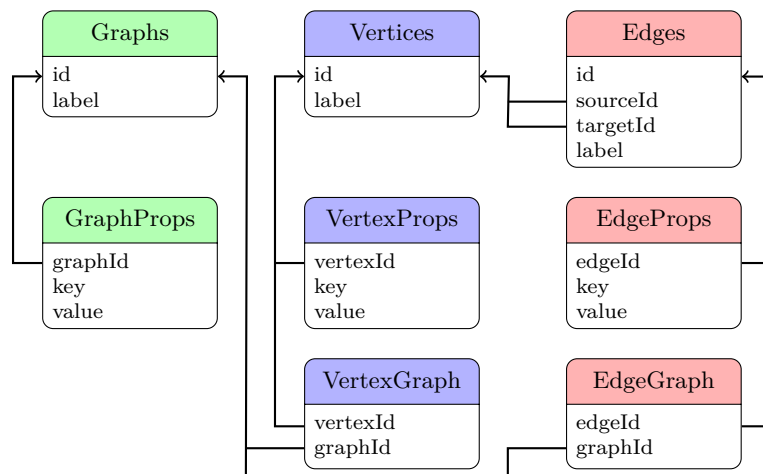 Graphs
id
label
Vertices
id
label
Edges
id
sourceId
targetId
label
GraphProps
graphId
key
value
VertexProps
vertexId
key
value
EdgeProps
edgeId
key
value
VertexGraph
vertexId
graphId
EdgeGraph
edgeId
graphId